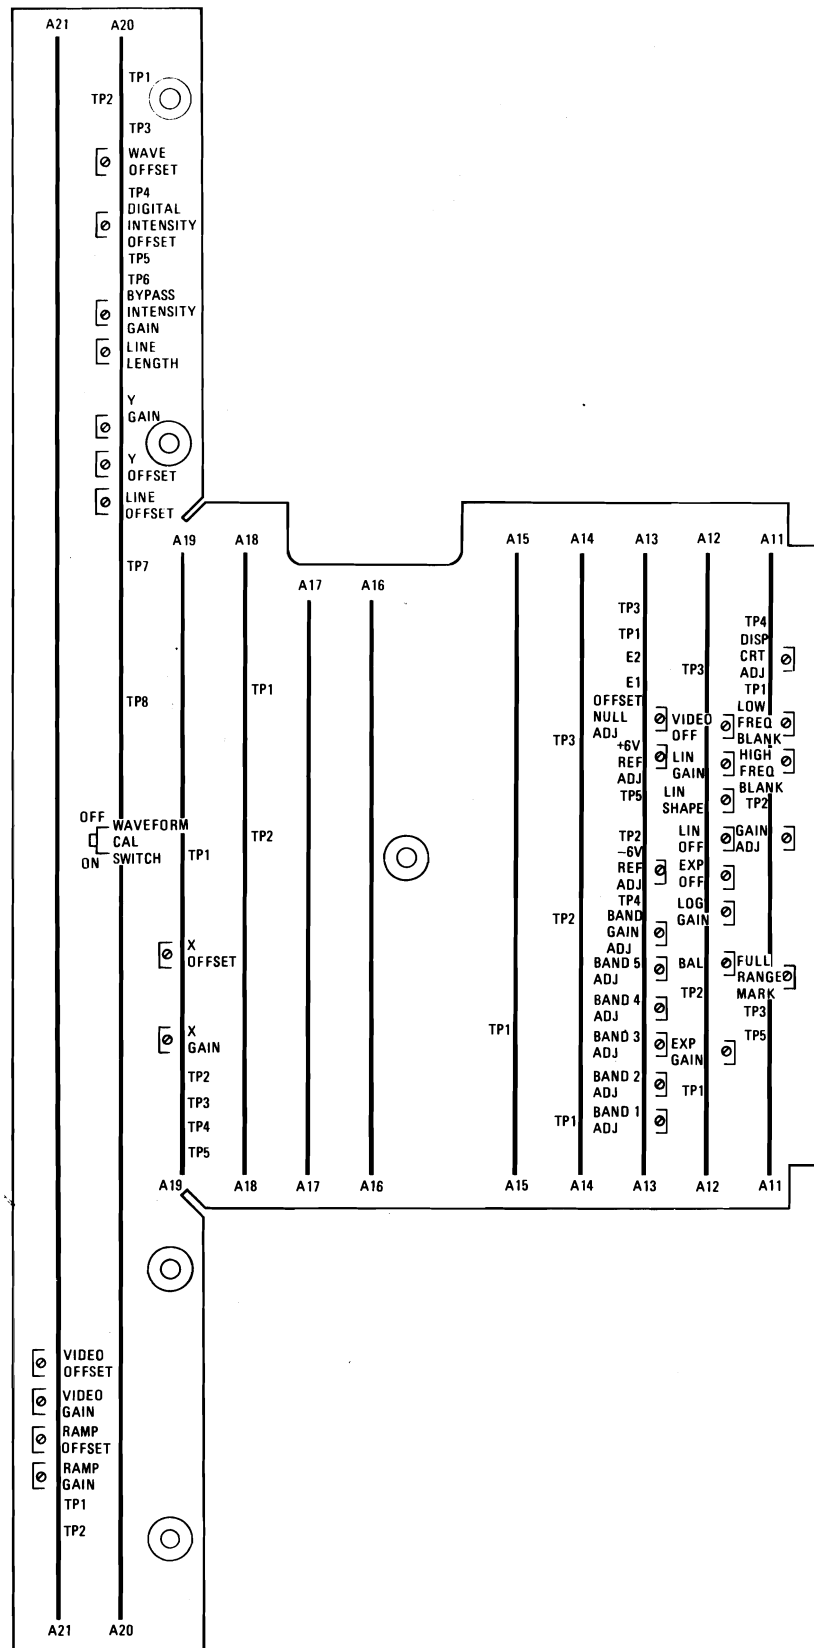 A21 A20
TP1
TP2
TP3
WAVE
OFFSET
TP4
DIGITAL
INTENSITY
OFFSET
TP5
TP6
BYPASS
INTENSITY
GAIN
LINE
LENGTH
Y
GAIN
Y
OFFSET
LINE
OFFSET
TP7
TP8
OFF
WAVEFORM
CAL
SWITCH
ON
A19 A18
A17 A16
TP1
X
OFFSET
X
GAIN
TP2
TP3
TP4
TP5
TP1
TP2
A15 A14 A13 A12 A11
TP1
TP3
TP2
TP1
TP3
TP1
E2
E1
OFFSET
NULL
ADJ
+6V
REF
ADJ
TP5
TP2
~6V
REF
ADJ
TP4
BAND
GAIN
ADJ
BAND 5
ADJ
BAND 4
ADJ
BAND 3
ADJ
BAND 2
ADJ
BAND 1
ADJ
TP3
VIDEO
OFF
LIN
GAIN
LIN
SHAPE
LIN
OFF
EXP
OFF
LOG
GAIN
BAL
TP2
EXP
GAIN
TP1
TP4
DISP
CRT
ADJ
TP1
LOW
FREQ
BLANK
HIGH
FREQ
BLANK
TP2
GAIN
ADJ
FULL
RANGE
MARK
TP3
TP5
A19 A18 A17 A16 A15 A14 A13 A12 A11
VIDEO
OFFSET
VIDEO
GAIN
RAMP
OFFSET
RAMP
GAIN
TP1
TP2
A21 A20